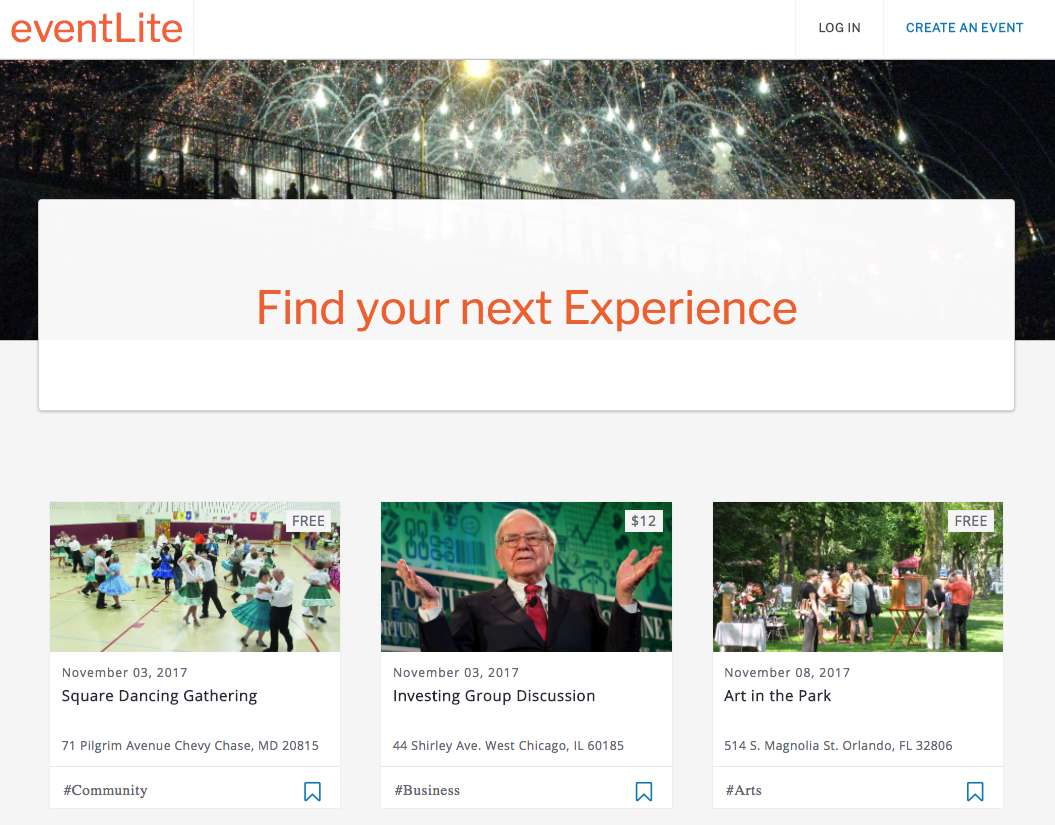 eventLite
LOG IN
CREATE AN EVENT
Find your next Experience
FREE
$12
FREE
November 03, 2017
Square Dancing Gathering
71 Pilgrim Avenue Chevy Chase, MD 20815
#Community
November 03, 2017
Investing Group Discussion
44 Shirley Ave. West Chicago, IL 60185
#Business
November 08, 2017
Art in the Park
514 S. Magnolia St. Orlando, FL 32806
#Arts